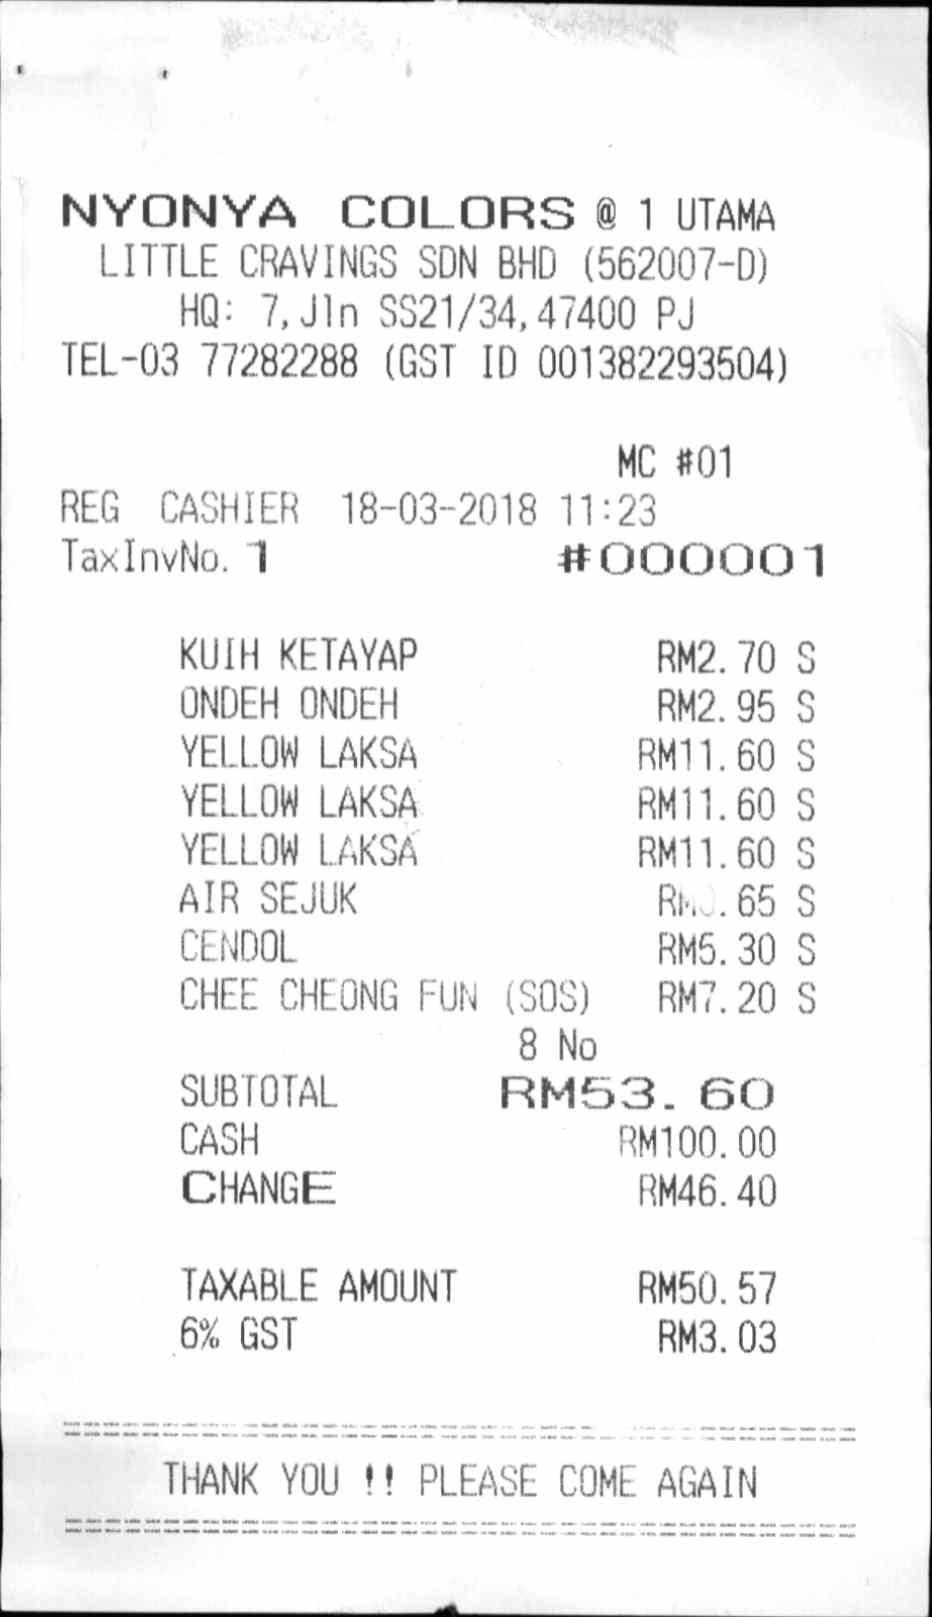 NYONYA COLORS @ 1 UTAMA
LITTLE CRAVINGS SDN BHD (562007-D)
HQ: 7, Jln SS21/34, 47400 PJ
TEL-03 77282288 (GST ID 001382293504)
MC #01
REG CASHIER 18-03-2018 11:23
TaxInvNo. 1 #000001
KUIH KETAYAP RM2.70 S
ONDEH ONDEH RM2.95 S
YELLOW LAKSA RM11.60 S
YELLOW LAKSA RM11.60 S
YELLOW LAKSA RM11.60 S
AIR SEJUK RM0.65 S
CENDOL RM5.30 S
CHEE CHEONG FUN (SOS) RM7.20 S
8 No
SUBTOTAL RM53.60
CASH RM100.00
CHANGE RM46.40
TAXABLE AMOUNT RM50.57
6% GST RM3.03
THANK YOU !! PLEASE COME AGAIN